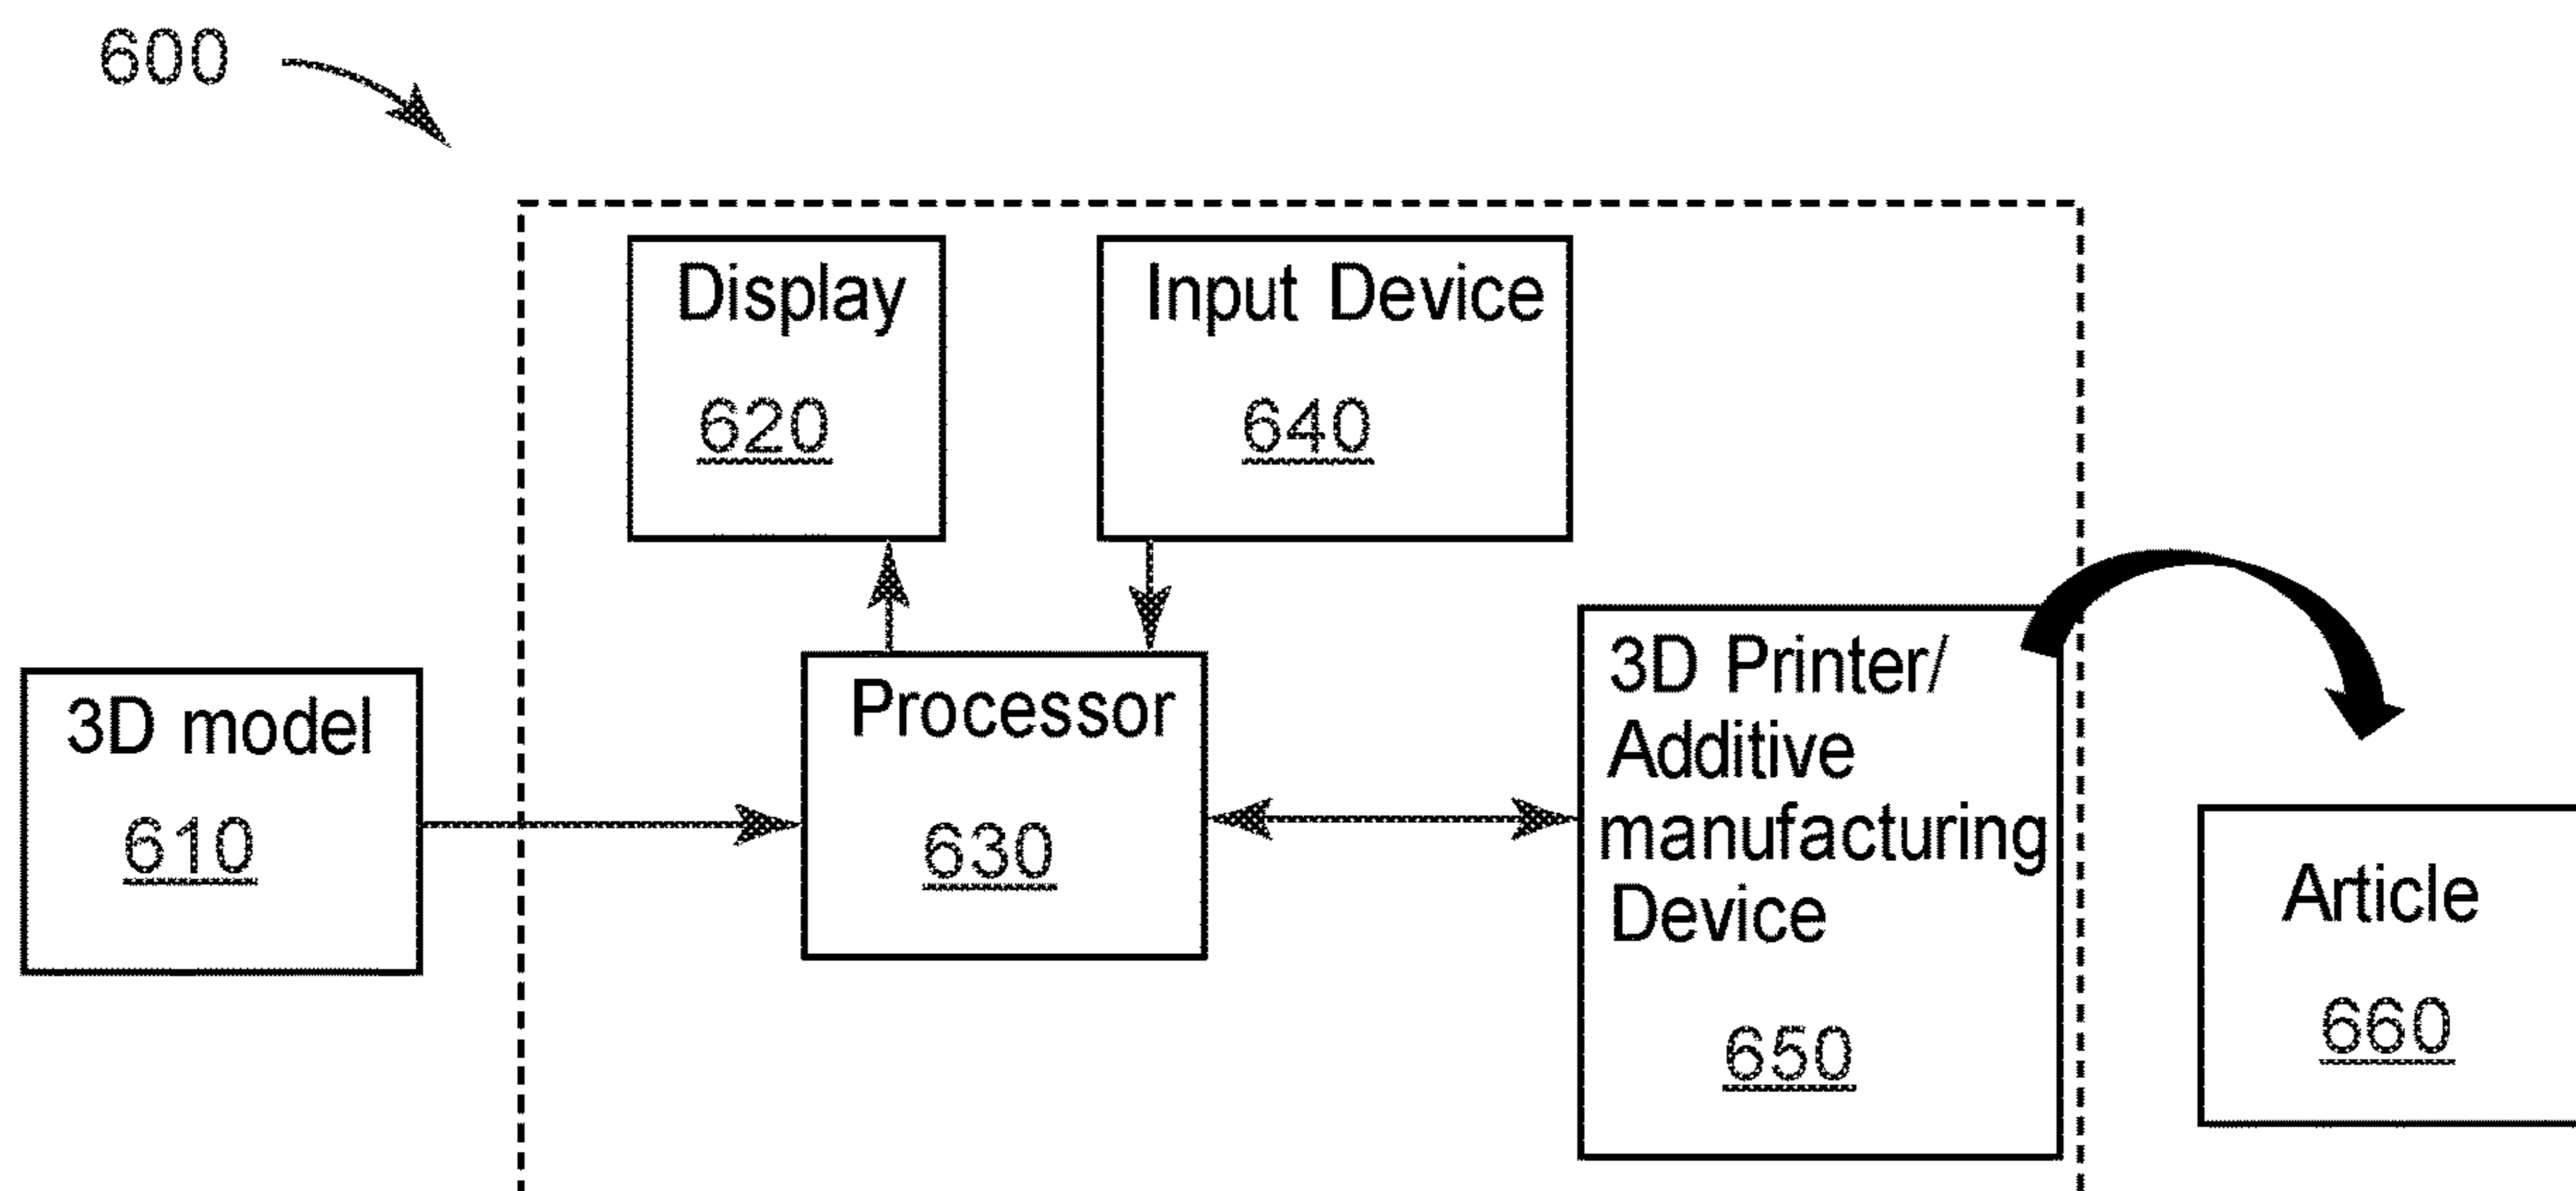 600
Display
620
Input Device
640
3D model
610
Processor
630
3D Printer/
Additive
manufacturing
Device
650
Article
660